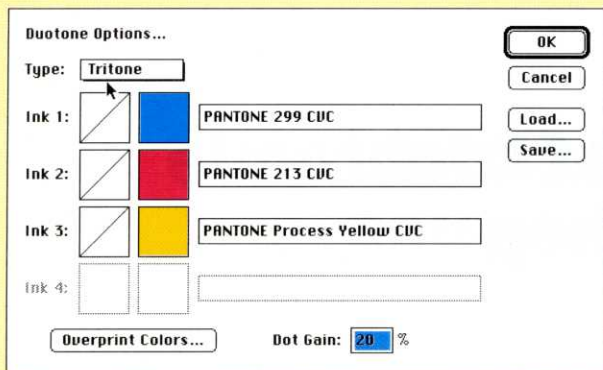 Duotone Options...
OK
Type: Tritone
Cancel
Ink 1: PANTONE 299 CVC
Load...
Save...
Ink 2: PANTONE 213 CVC
Ink 3: PANTONE Process Yellow CVC
Ink 4:
Overprint Colors... Dot Gain: 20 %